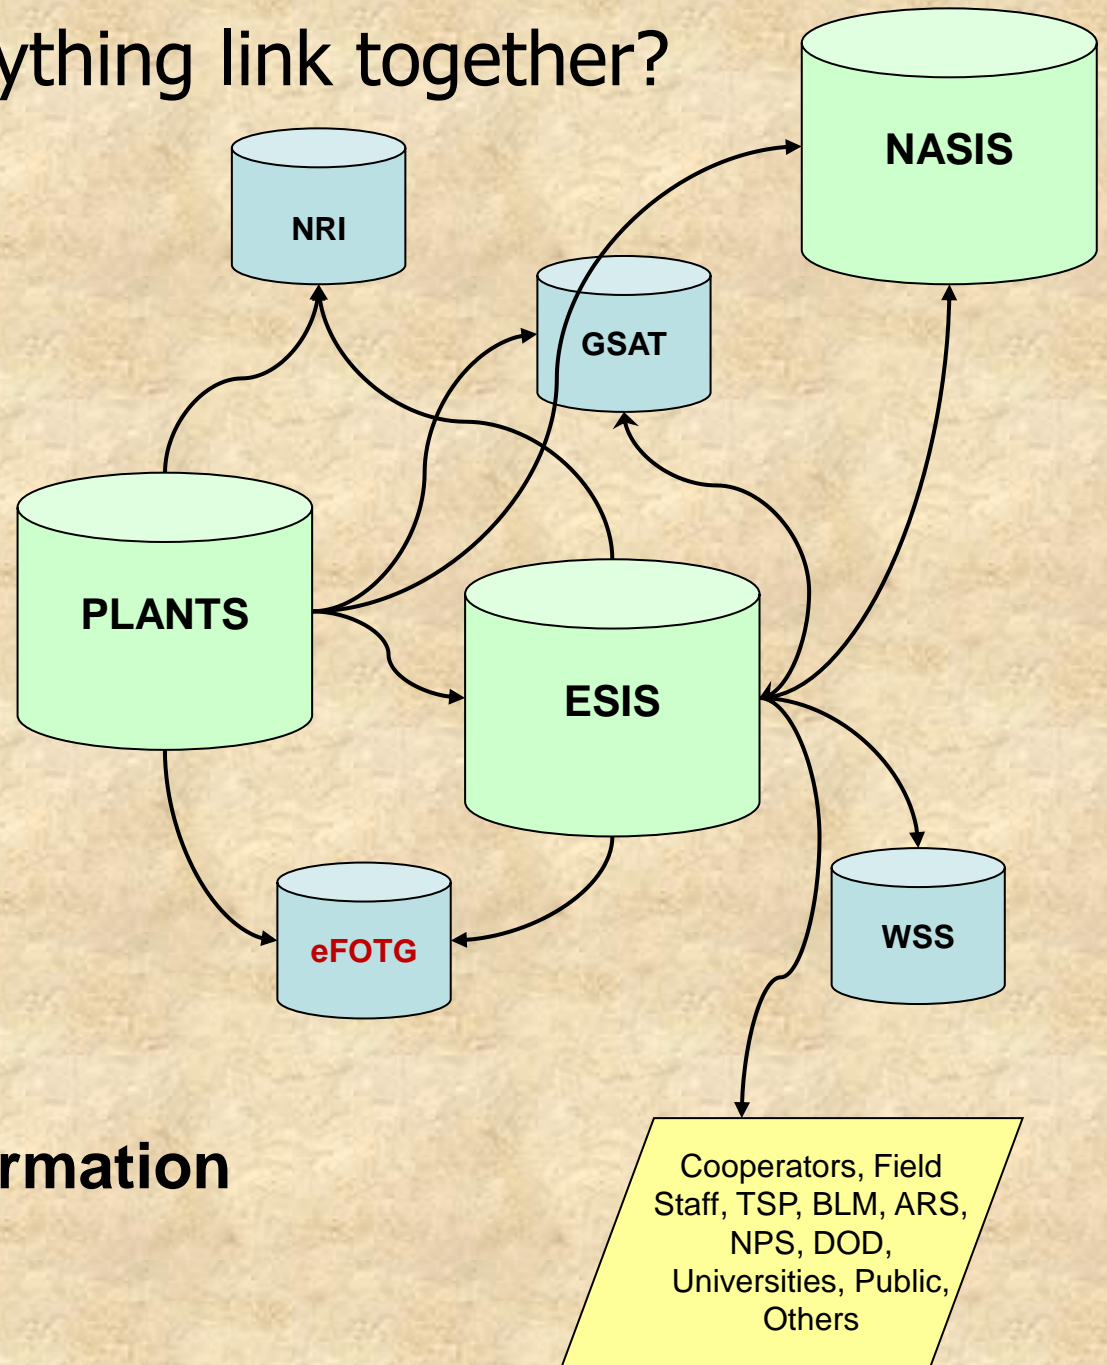 ything link together?
NASIS
NRI
GSAT
PLANTS
ESIS
eFOTG
WSS
rmation
Cooperators, Field
Staff, TSP, BLM, ARS,
NPS, DOD,
Universities, Public,
Others